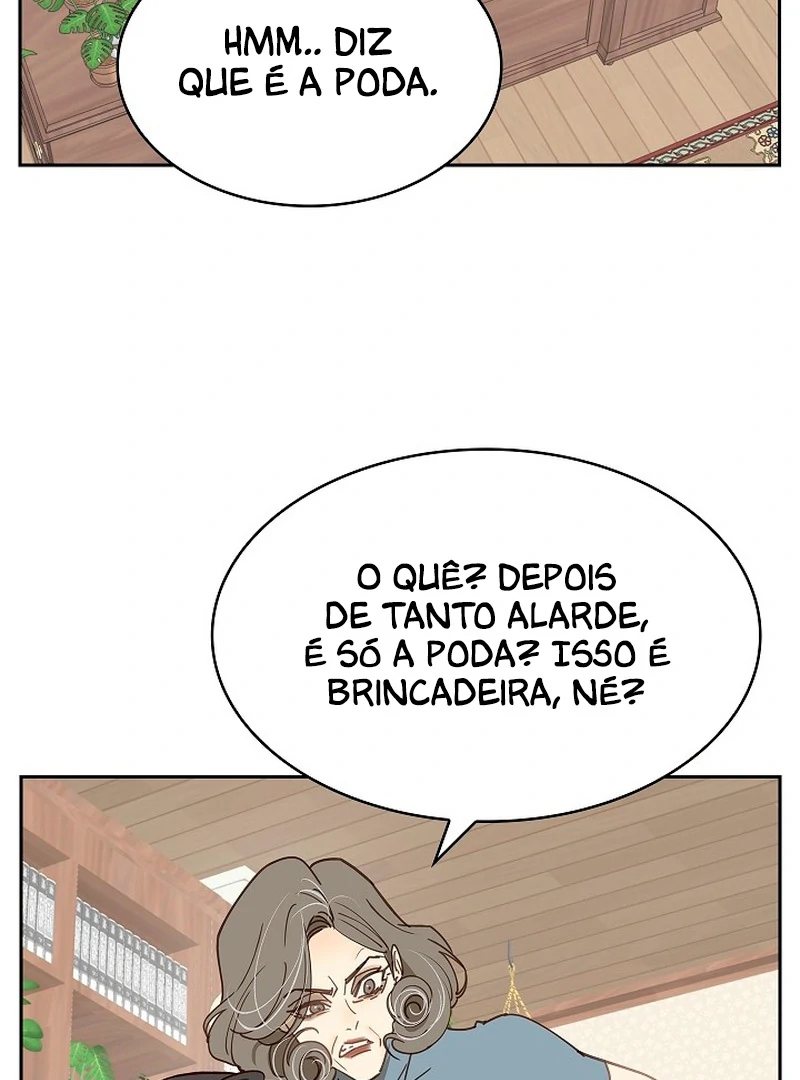 HMM.. DIZ
QUE É A PODA.
O QUÊ? DEPOIS
DE TANTO ALARDE,
É SÓ A PODA? ISSO É
BRINCADEIRA, NÉ?